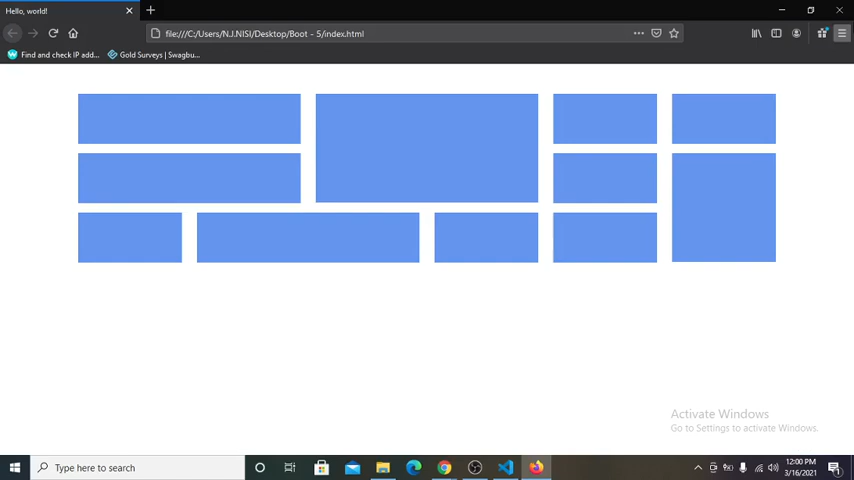 Hello, world!
file:///C:/Users/N.J.NISI/Desktop/Boot - 5/index.html
Find and check IP add...
Gold Surveys | Swagbu...
Activate Windows
Go to Settings to activate Windows.
Type here to search
12:00 PM
3/16/2021